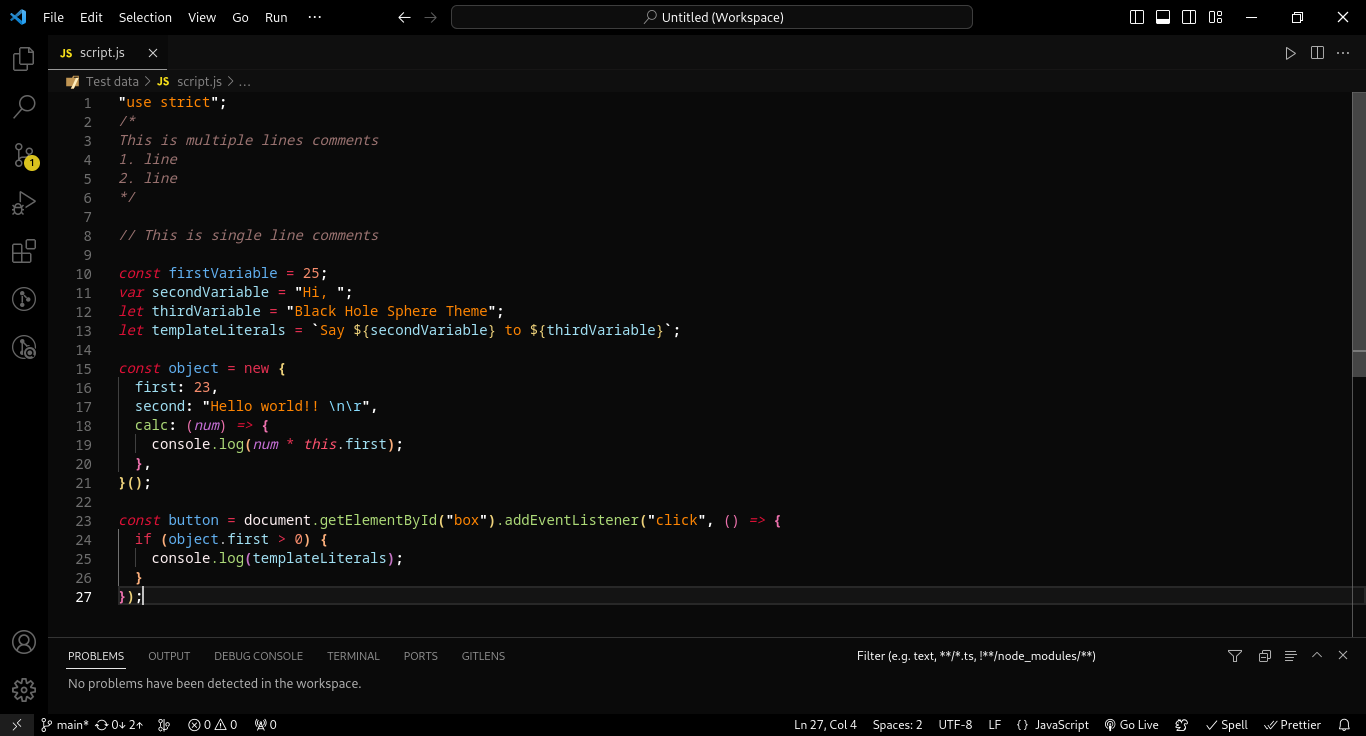 File Edit Selection View Go Run ··· Untitled (Workspace)
JS script.js
Test data > JS script.js > ...
1 "use strict";
2 /*
3 This is multiple lines comments
4 1. line
5 2. line
6 */
7
8 // This is single line comments
9
10 const firstVariable = 25;
11 var secondVariable = "Hi, ";
12 let thirdVariable = "Black Hole Sphere Theme";
13 let templateLiterals = `Say ${secondVariable} to ${thirdVariable}`;
14
15 const object = new {
16   first: 23,
17   second: "Hello world!! \n\r",
18   calc: (num) => {
19     console.log(num * this.first);
20   },
21 }();
22
23 const button = document.getElementById("box").addEventListener("click", () => {
24   if (object.first > 0) {
25     console.log(templateLiterals);
26   }
27 });
1
PROBLEMS OUTPUT DEBUG CONSOLE TERMINAL PORTS GITLENS Filter (e.g. text, **/*.ts, !**/node_modules/**)
No problems have been detected in the workspace.
main* 0↓ 2↑ 0 0 0 Ln 27, Col 4 Spaces: 2 UTF-8 LF {} JavaScript Go Live Spell Prettier